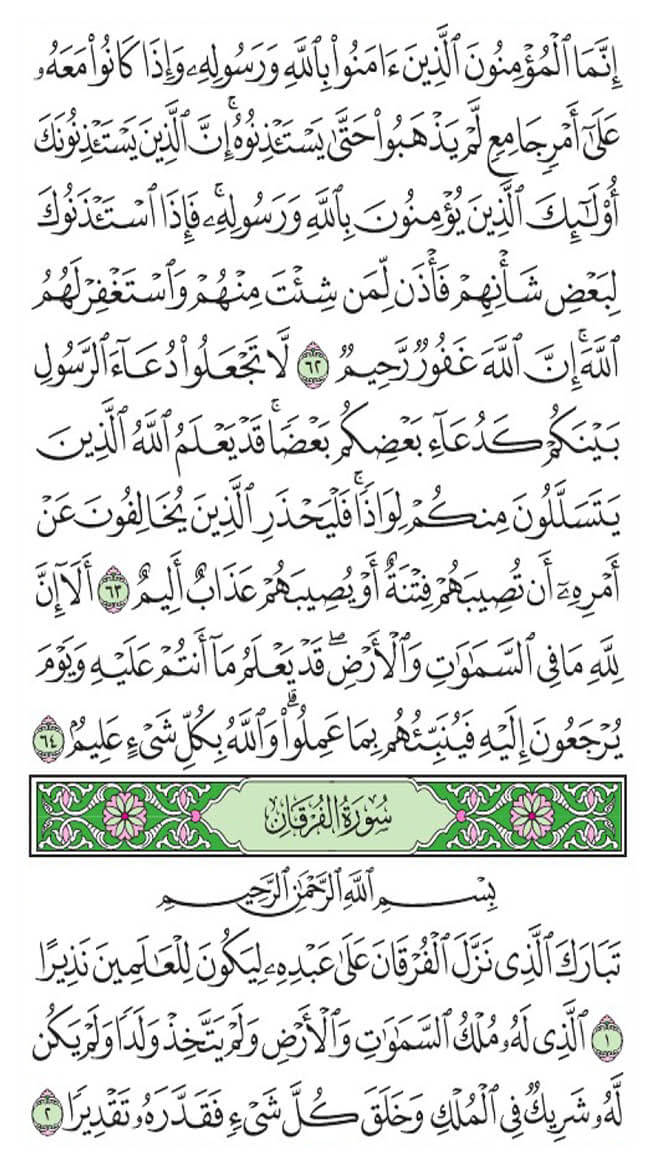 إِنَّمَا ٱلْمُؤْمِنُونَ ٱلَّذِينَ ءَامَنُوا۟ بِٱللَّهِ وَرَسُولِهِۦ وَإِذَا كَانُوا۟ مَعَهُۥ
عَلَىٰٓ أَمْرٍ جَامِعٍ لَّمْ يَذْهَبُوا۟ حَتَّىٰ يَسْتَـْٔذِنُوهُ ۚ إِنَّ ٱلَّذِينَ يَسْتَـْٔذِنُونَكَ
أُو۟لَـٰٓئِكَ ٱلَّذِينَ يُؤْمِنُونَ بِٱللَّهِ وَرَسُولِهِۦ ۚ فَإِذَا ٱسْتَـْٔذَنُوكَ
لِبَعْضِ شَأْنِهِمْ فَأْذَن لِّمَن شِئْتَ مِنْهُمْ وَٱسْتَغْفِرْ لَهُمُ
ٱللَّهَ ۚ إِنَّ ٱللَّهَ غَفُورٌ رَّحِيمٌ ٦٢ لَّا تَجْعَلُوا۟ دُعَآءَ ٱلرَّسُولِ
بَيْنَكُمْ كَدُعَآءِ بَعْضِكُم بَعْضًا ۚ قَدْ يَعْلَمُ ٱللَّهُ ٱلَّذِينَ
يَتَسَلَّلُونَ مِنكُمْ لِوَاذًا ۚ فَلْيَحْذَرِ ٱلَّذِينَ يُخَالِفُونَ عَنْ
أَمْرِهِۦٓ أَن تُصِيبَهُمْ فِتْنَةٌ أَوْ يُصِيبَهُمْ عَذَابٌ أَلِيمٌ ٦٣ أَلَآ إِنَّ
لِلَّهِ مَا فِى ٱلسَّمَـٰوَٰتِ وَٱلْأَرْضِ ۖ قَدْ يَعْلَمُ مَآ أَنتُمْ عَلَيْهِ وَيَوْمَ
يُرْجَعُونَ إِلَيْهِ فَيُنَبِّئُهُم بِمَا عَمِلُوا۟ ۗ وَٱللَّهُ بِكُلِّ شَىْءٍ عَلِيمٌۢ ٦٤
سُورَةُ الْفُرْقَانِ
بِسْمِ ٱللَّهِ ٱلرَّحْمَـٰنِ ٱلرَّحِيمِ
تَبَارَكَ ٱلَّذِى نَزَّلَ ٱلْفُرْقَانَ عَلَىٰ عَبْدِهِۦ لِيَكُونَ لِلْعَـٰلَمِينَ نَذِيرًا
١ ٱلَّذِى لَهُۥ مُلْكُ ٱلسَّمَـٰوَٰتِ وَٱلْأَرْضِ وَلَمْ يَتَّخِذْ وَلَدًا وَلَمْ يَكُن
لَّهُۥ شَرِيكٌ فِى ٱلْمُلْكِ وَخَلَقَ كُلَّ شَىْءٍ فَقَدَّرَهُۥ تَقْدِيرًا ٢